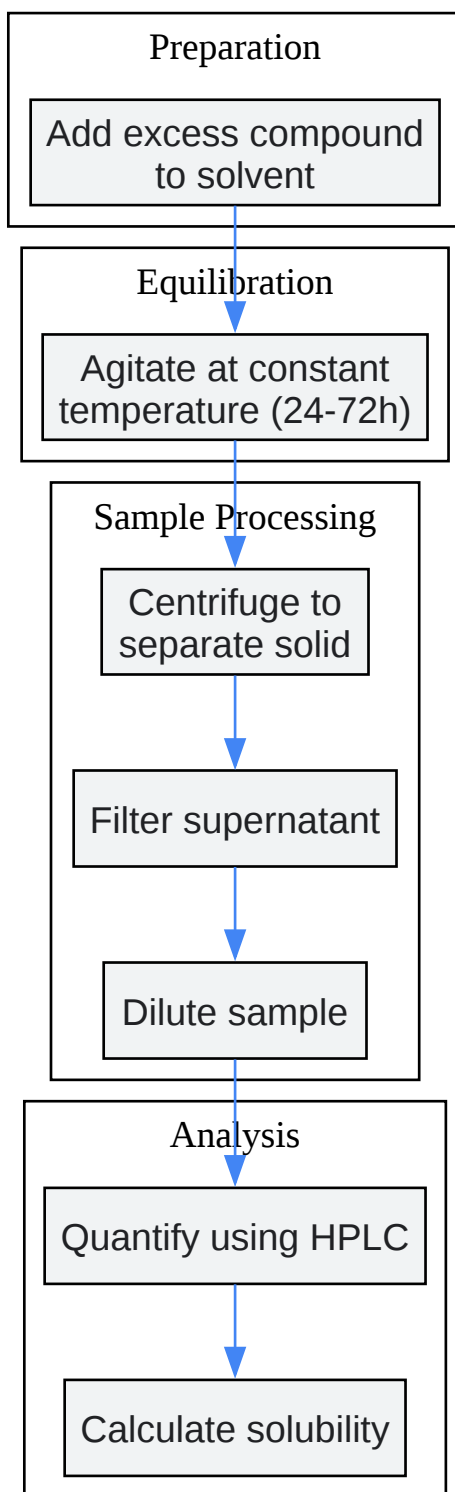 Preparation
Add excess compound
to solvent
Equilibration
Agitate at constant
temperature (24-72h)
Sample Processing
Centrifuge to
separate solid
Filter supernatant
Dilute sample
Analysis
Quantify using HPLC
Calculate solubility